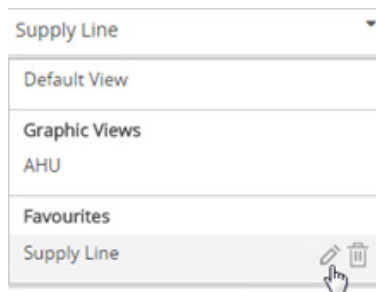 Supply Line
Default View
Graphic Views
AHU
Favourites
Supply Line